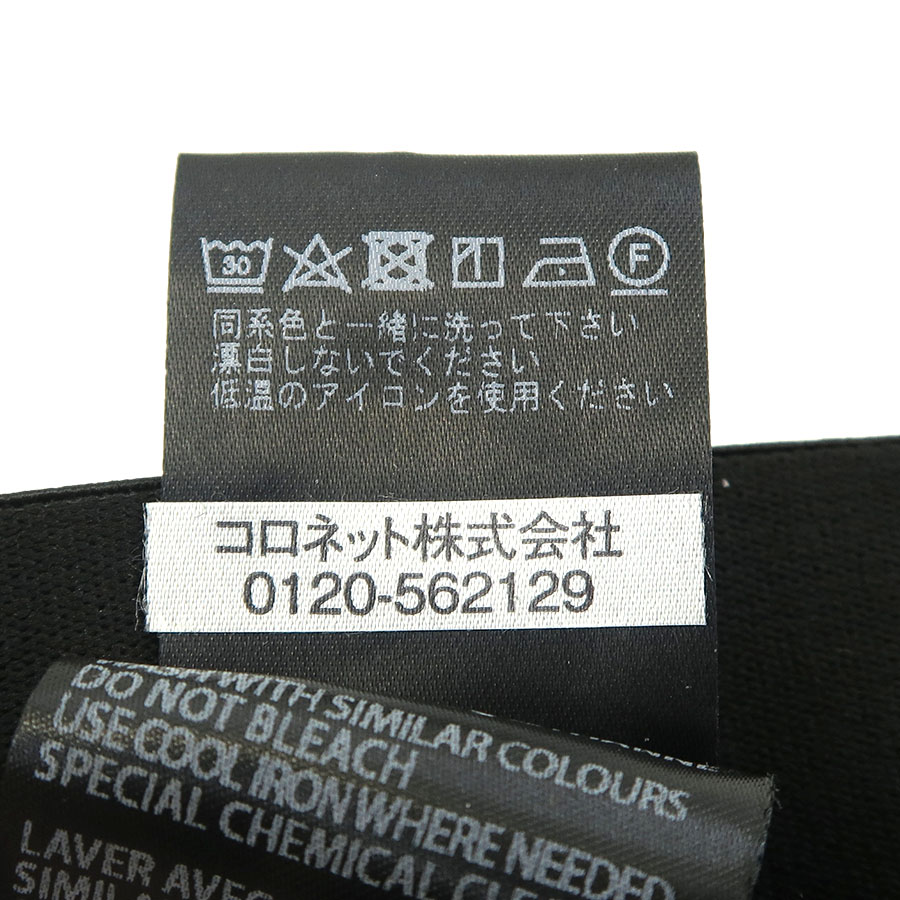 30 F
同系色と一緒に洗って下さい
漂白しないでください
低温のアイロンを使用ください
コロネット株式会社
0120-562129
WITH SIMILAR COLOURS
DO NOT BLEACH
USE COOL IRON WHERE NEEDED
SPECIAL CHEMICAL
LAVER AVEC